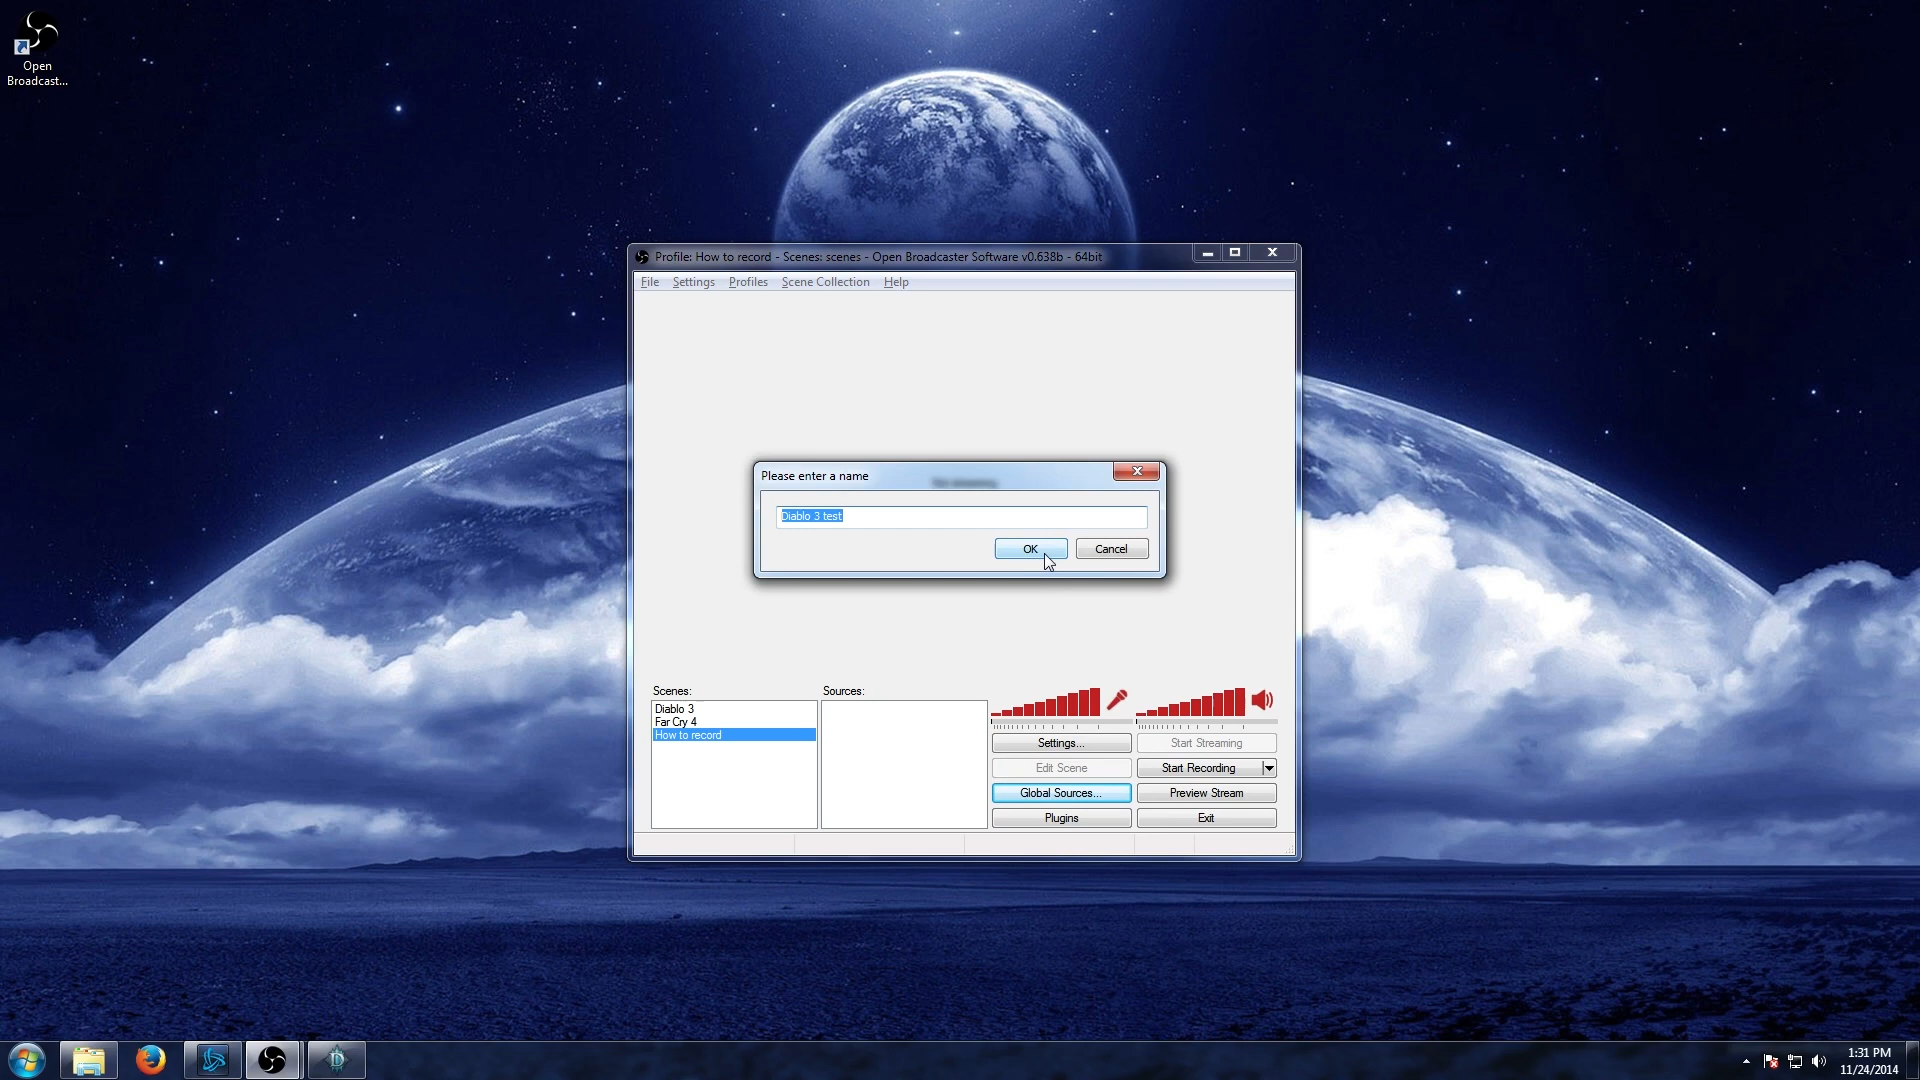 Open
Broadcast...
Profile: How to record - Scenes: scenes - Open Broadcaster Software v0.638b - 64bit
File Settings Profiles Scene Collection Help
Please enter a name
Diablo 3 test
OK Cancel
Scenes: Sources:
Diablo 3
Far Cry 4
How to record
Settings... Start Streaming
Edit Scene Start Recording
Global Sources... Preview Stream
Plugins Exit
1:31 PM
11/24/2014